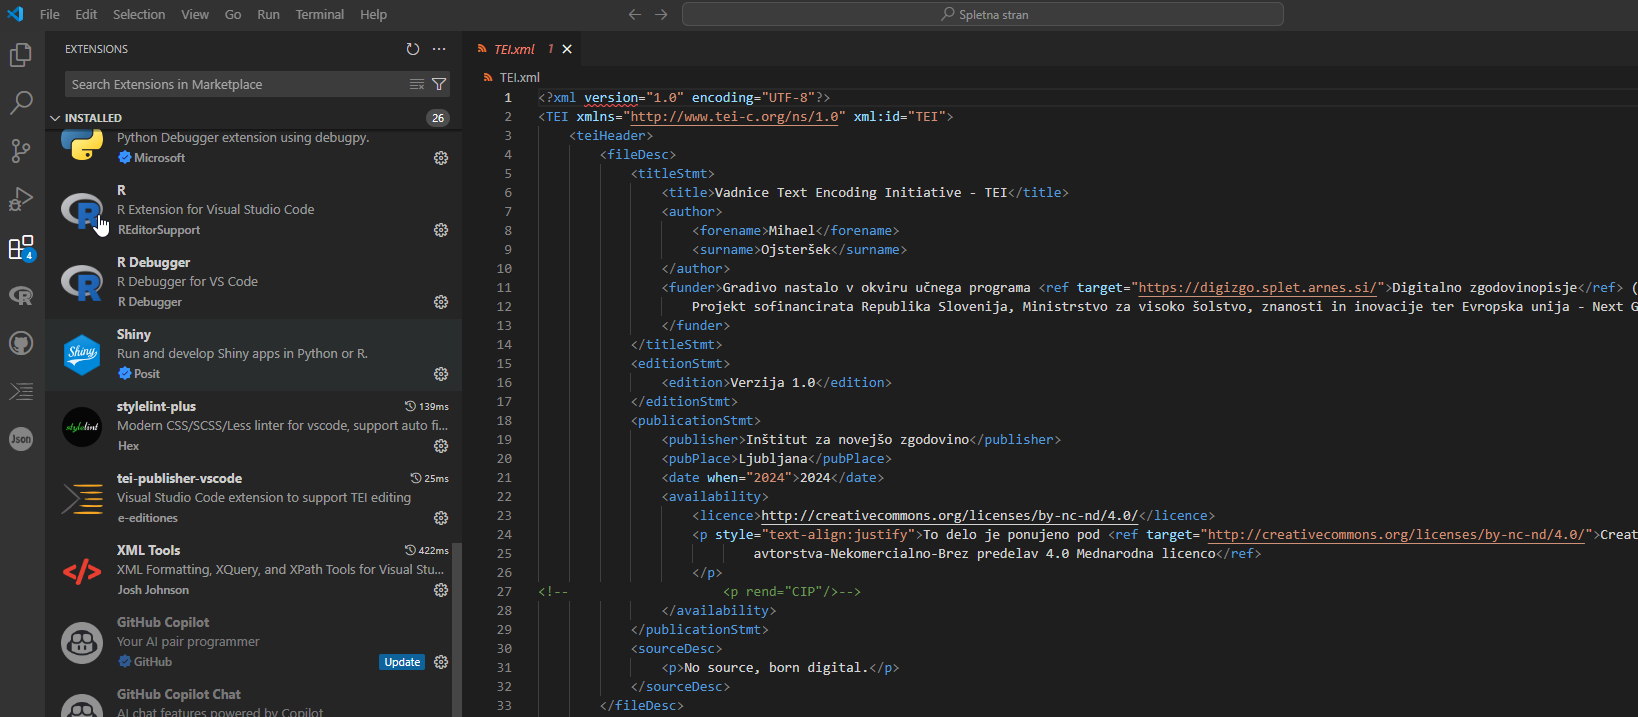 File Edit Selection View Go Run Terminal Help
Spletna stran
EXTENSIONS
Search Extensions in Marketplace
INSTALLED 26
Python Debugger extension using debugpy.
Microsoft
R
R Extension for Visual Studio Code
REditorSupport
R Debugger
R Debugger for VS Code
R Debugger
Shiny
Shiny
Run and develop Shiny apps in Python or R.
Posit
stylelint-plus 139ms
stylelint
Modern CSS/SCSS/Less linter for vscode, support auto fi...
Hex
tei-publisher-vscode 25ms
Visual Studio Code extension to support TEI editing
e-editiones
XML Tools 422ms
XML Formatting, XQuery, and XPath Tools for Visual Stu...
Josh Johnson
GitHub Copilot
Your AI pair programmer
GitHub Update
GitHub Copilot Chat
AI chat features powered by Copilot
4
Json
TEI.xml 1
TEI.xml
1 <?xml version="1.0" encoding="UTF-8"?>
2 <TEI xmlns="http://www.tei-c.org/ns/1.0" xml:id="TEI">
3 <teiHeader>
4 <fileDesc>
5 <titleStmt>
6 <title>Vadnice Text Encoding Initiative - TEI</title>
7 <author>
8 <forename>Mihael</forename>
9 <surname>Ojsteršek</surname>
10 </author>
11 <funder>Gradivo nastalo v okviru učnega programa <ref target="https://digizgo.splet.arnes.si/">Digitalno zgodovinopisje</ref> (
12 Projekt sofinancirata Republika Slovenija, Ministrstvo za visoko šolstvo, znanosti in inovacije ter Evropska unija - Next G
13 </funder>
14 </titleStmt>
15 <editionStmt>
16 <edition>Verzija 1.0</edition>
17 </editionStmt>
18 <publicationStmt>
19 <publisher>Inštitut za novejšo zgodovino</publisher>
20 <pubPlace>Ljubljana</pubPlace>
21 <date when="2024">2024</date>
22 <availability>
23 <licence>http://creativecommons.org/licenses/by-nc-nd/4.0/</licence>
24 <p style="text-align:justify">To delo je ponujeno pod <ref target="http://creativecommons.org/licenses/by-nc-nd/4.0/">Creat
25 avtorstva-Nekomercialno-Brez predelav 4.0 Mednarodna licenco</ref>
26 </p>
27 <!-- <p rend="CIP"/>-->
28 </availability>
29 </publicationStmt>
30 <sourceDesc>
31 <p>No source, born digital.</p>
32 </sourceDesc>
33 </fileDesc>